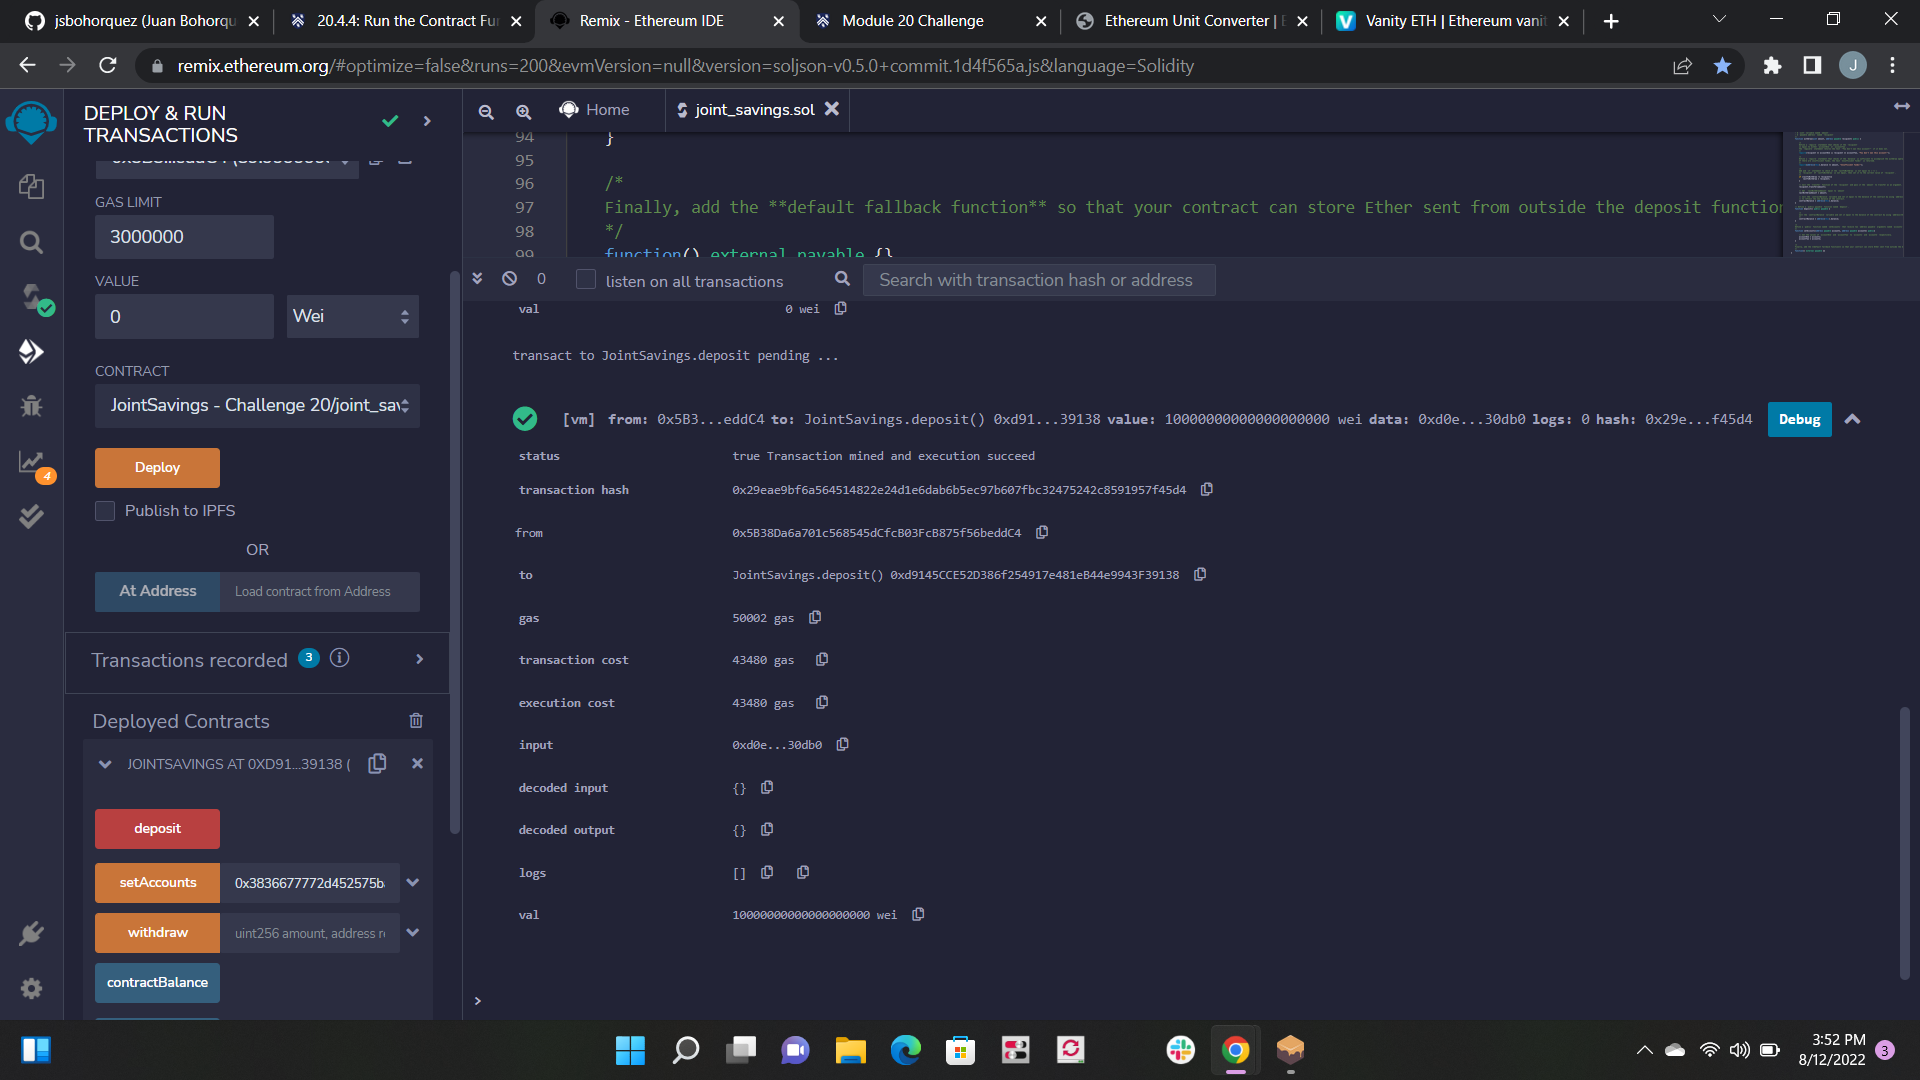 jsbohorquez (Juan Bohorqu
20.4.4: Run the Contract Fun
Remix - Ethereum IDE
Module 20 Challenge
Ethereum Unit Converter |
Vanity ETH | Ethereum vanit
remix.ethereum.org/#optimize=false&runs=200&evmVersion=null&version=soljson-v0.5.0+commit.1d4f565a.js&language=Solidity
J
DEPLOY & RUN
TRANSACTIONS
Home
joint_savings.sol
94 }
95
96 /*
97 Finally, add the **default fallback function** so that your contract can store Ether sent from outside the deposit function
98 */
99 function() external payable {}
GAS LIMIT
3000000
VALUE
0
Wei
CONTRACT
JointSavings - Challenge 20/joint_sav
Deploy
Publish to IPFS
OR
At Address
Load contract from Address
Transactions recorded 3
Deployed Contracts
JOINTSAVINGS AT 0XD91...39138 (
deposit
setAccounts
0x3836677772d452575b
withdraw
uint256 amount, address re
contractBalance
4
0
listen on all transactions
Search with transaction hash or address
val 0 wei
transact to JointSavings.deposit pending ...
[vm] from: 0x5B3...eddC4 to: JointSavings.deposit() 0xd91...39138 value: 10000000000000000000 wei data: 0xd0e...30db0 logs: 0 hash: 0x29e...f45d4
Debug
status true Transaction mined and execution succeed
transaction hash 0x29eae9bf6a564514822e24d1e6dab6b5ec97b607fbc32475242c8591957f45d4
from 0x5B38Da6a701c568545dCfcB03FcB875f56beddC4
to JointSavings.deposit() 0xd9145CCE52D386f254917e481eB44e9943F39138
gas 50002 gas
transaction cost 43480 gas
execution cost 43480 gas
input 0xd0e...30db0
decoded input {}
decoded output {}
logs []
val 10000000000000000000 wei
>
3:52 PM
8/12/2022
3